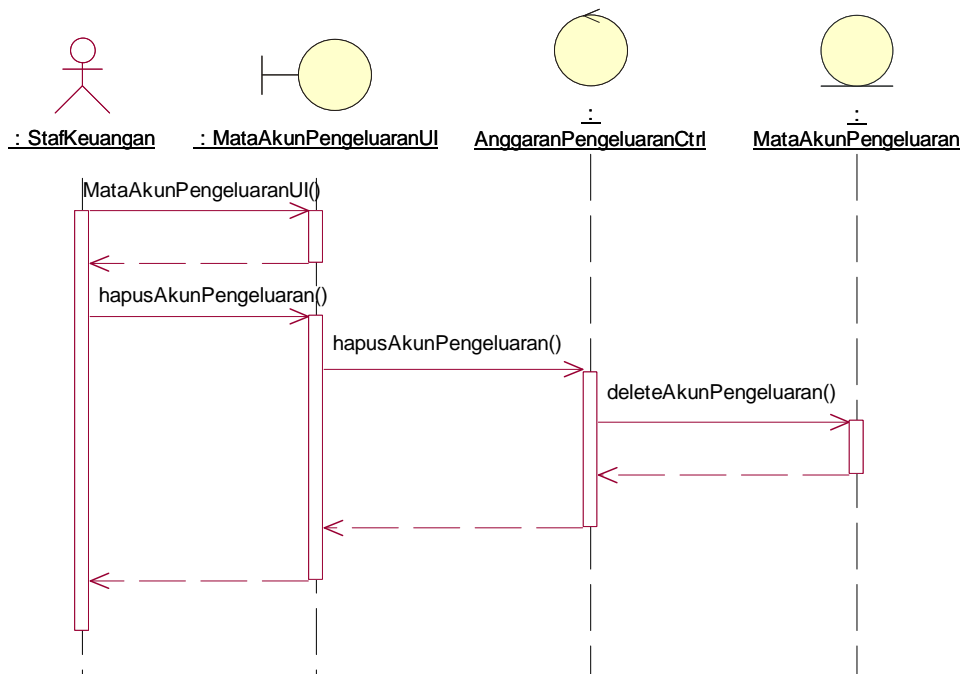 : StafKeuangan
: MataAkunPengeluaranUI
:
AnggaranPengeluaranCtrl
:
MataAkunPengeluaran
MataAkunPengeluaranUI()
hapusAkunPengeluaran()
hapusAkunPengeluaran()
deleteAkunPengeluaran()